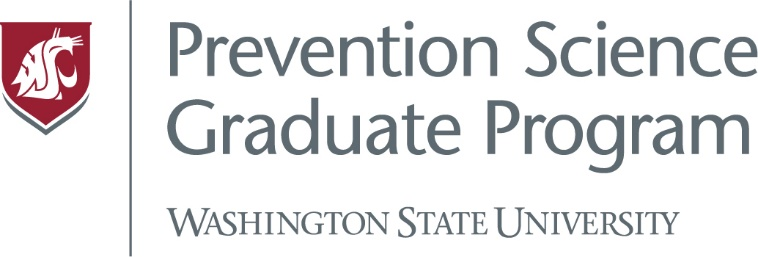 Prevention Science
Graduate Program
WASHINGTON STATE UNIVERSITY